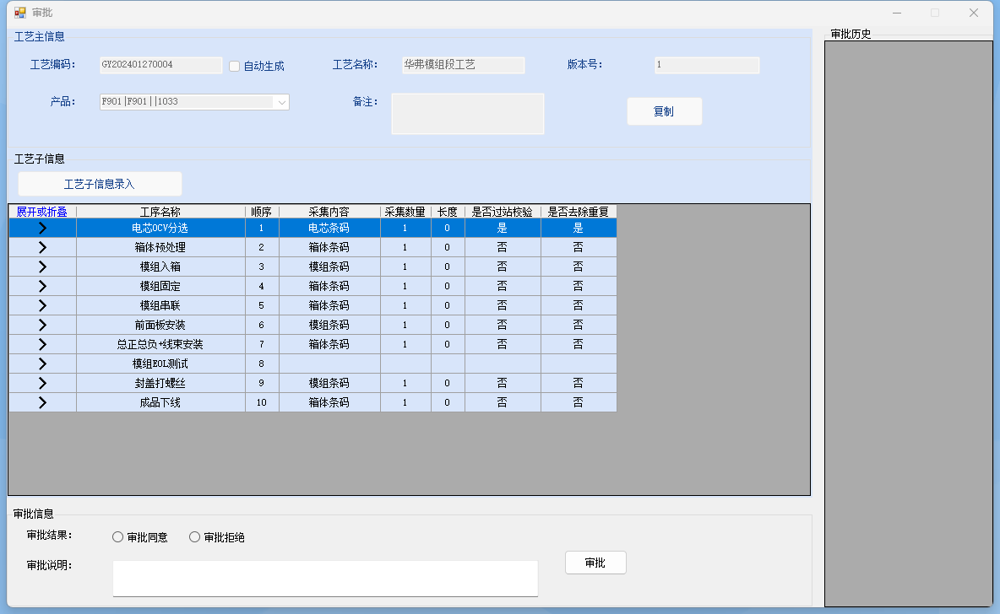 审批
工艺主信息
审批历史
工艺编码: GY202401270004 自动生成 工艺名称: 华弗模组段工艺 版本号: 1
产品: F901|F901||1033 备注: 复制
工艺子信息
工艺子信息录入
展开或折叠 工序名称 顺序 采集内容 采集数量 长度 是否过站校验 是否去除重复
电芯OCV分选 1 电芯条码 1 0 是 是
箱体预处理 2 箱体条码 1 0 否 否
模组入箱 3 模组条码 1 0 否 否
模组固定 4 箱体条码 1 0 否 否
模组串联 5 箱体条码 1 0 否 否
前面板安装 6 模组条码 1 0 否 否
总正总负+线束安装 7 箱体条码 1 0 否 否
模组EOL测试 8
封盖打螺丝 9 模组条码 1 0 否 否
成品下线 10 箱体条码 1 0 否 否
审批信息
审批结果: 审批同意 审批拒绝
审批说明: 审批